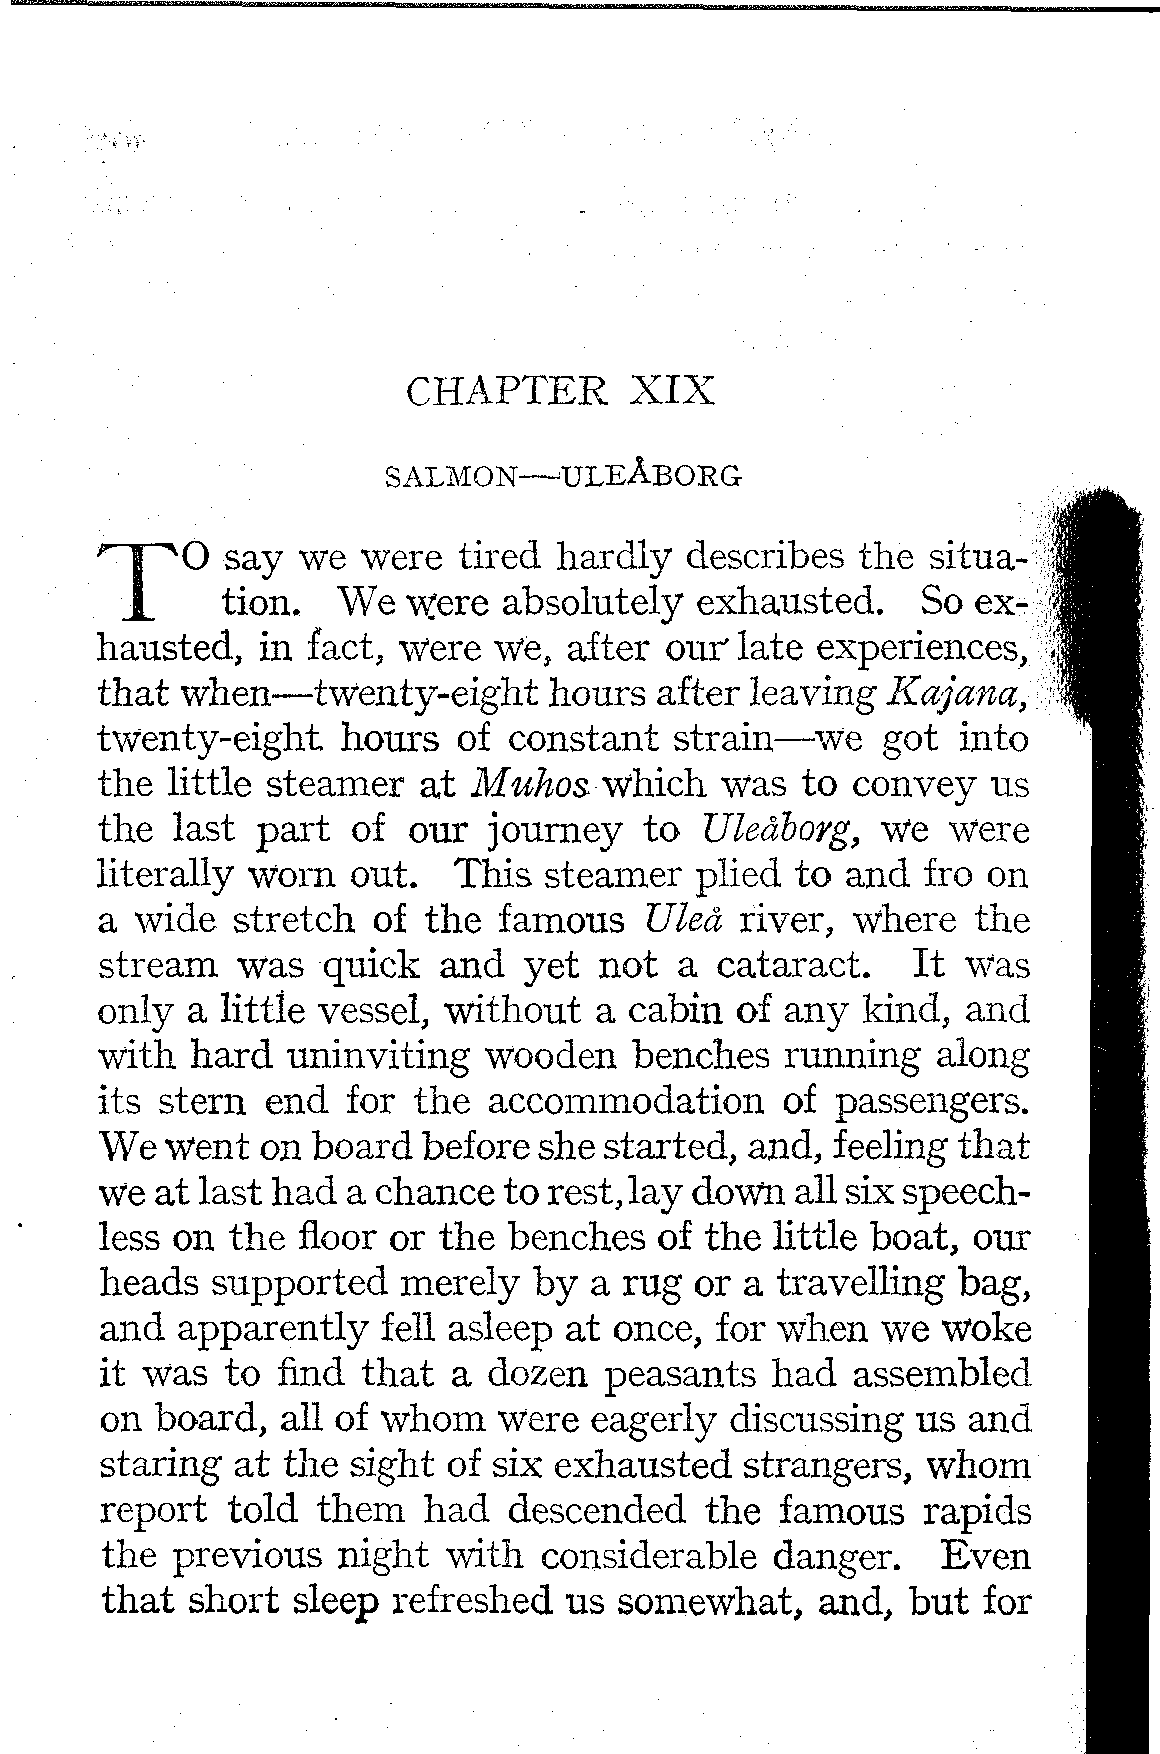 CHAPTER XIX
SALMON—ULEÅBORG
TO say we were tired hardly describes the situa-
tion. We were absolutely exhausted. So ex-
hausted, in fact, were we, after our late experiences,
that when—twenty-eight hours after leaving Kajana,
twenty-eight hours of constant strain—we got into
the little steamer at Muhos which was to convey us
the last part of our journey to Uleåborg, we were
literally worn out. This steamer plied to and fro on
a wide stretch of the famous Uleå river, where the
stream was quick and yet not a cataract. It was
only a little vessel, without a cabin of any kind, and
with hard uninviting wooden benches running along
its stern end for the accommodation of passengers.
We went on board before she started, and, feeling that
we at last had a chance to rest, lay down all six speech-
less on the floor or the benches of the little boat, our
heads supported merely by a rug or a travelling bag,
and apparently fell asleep at once, for when we woke
it was to find that a dozen peasants had assembled
on board, all of whom were eagerly discussing us and
staring at the sight of six exhausted strangers, whom
report told them had descended the famous rapids
the previous night with considerable danger. Even
that short sleep refreshed us somewhat, and, but for